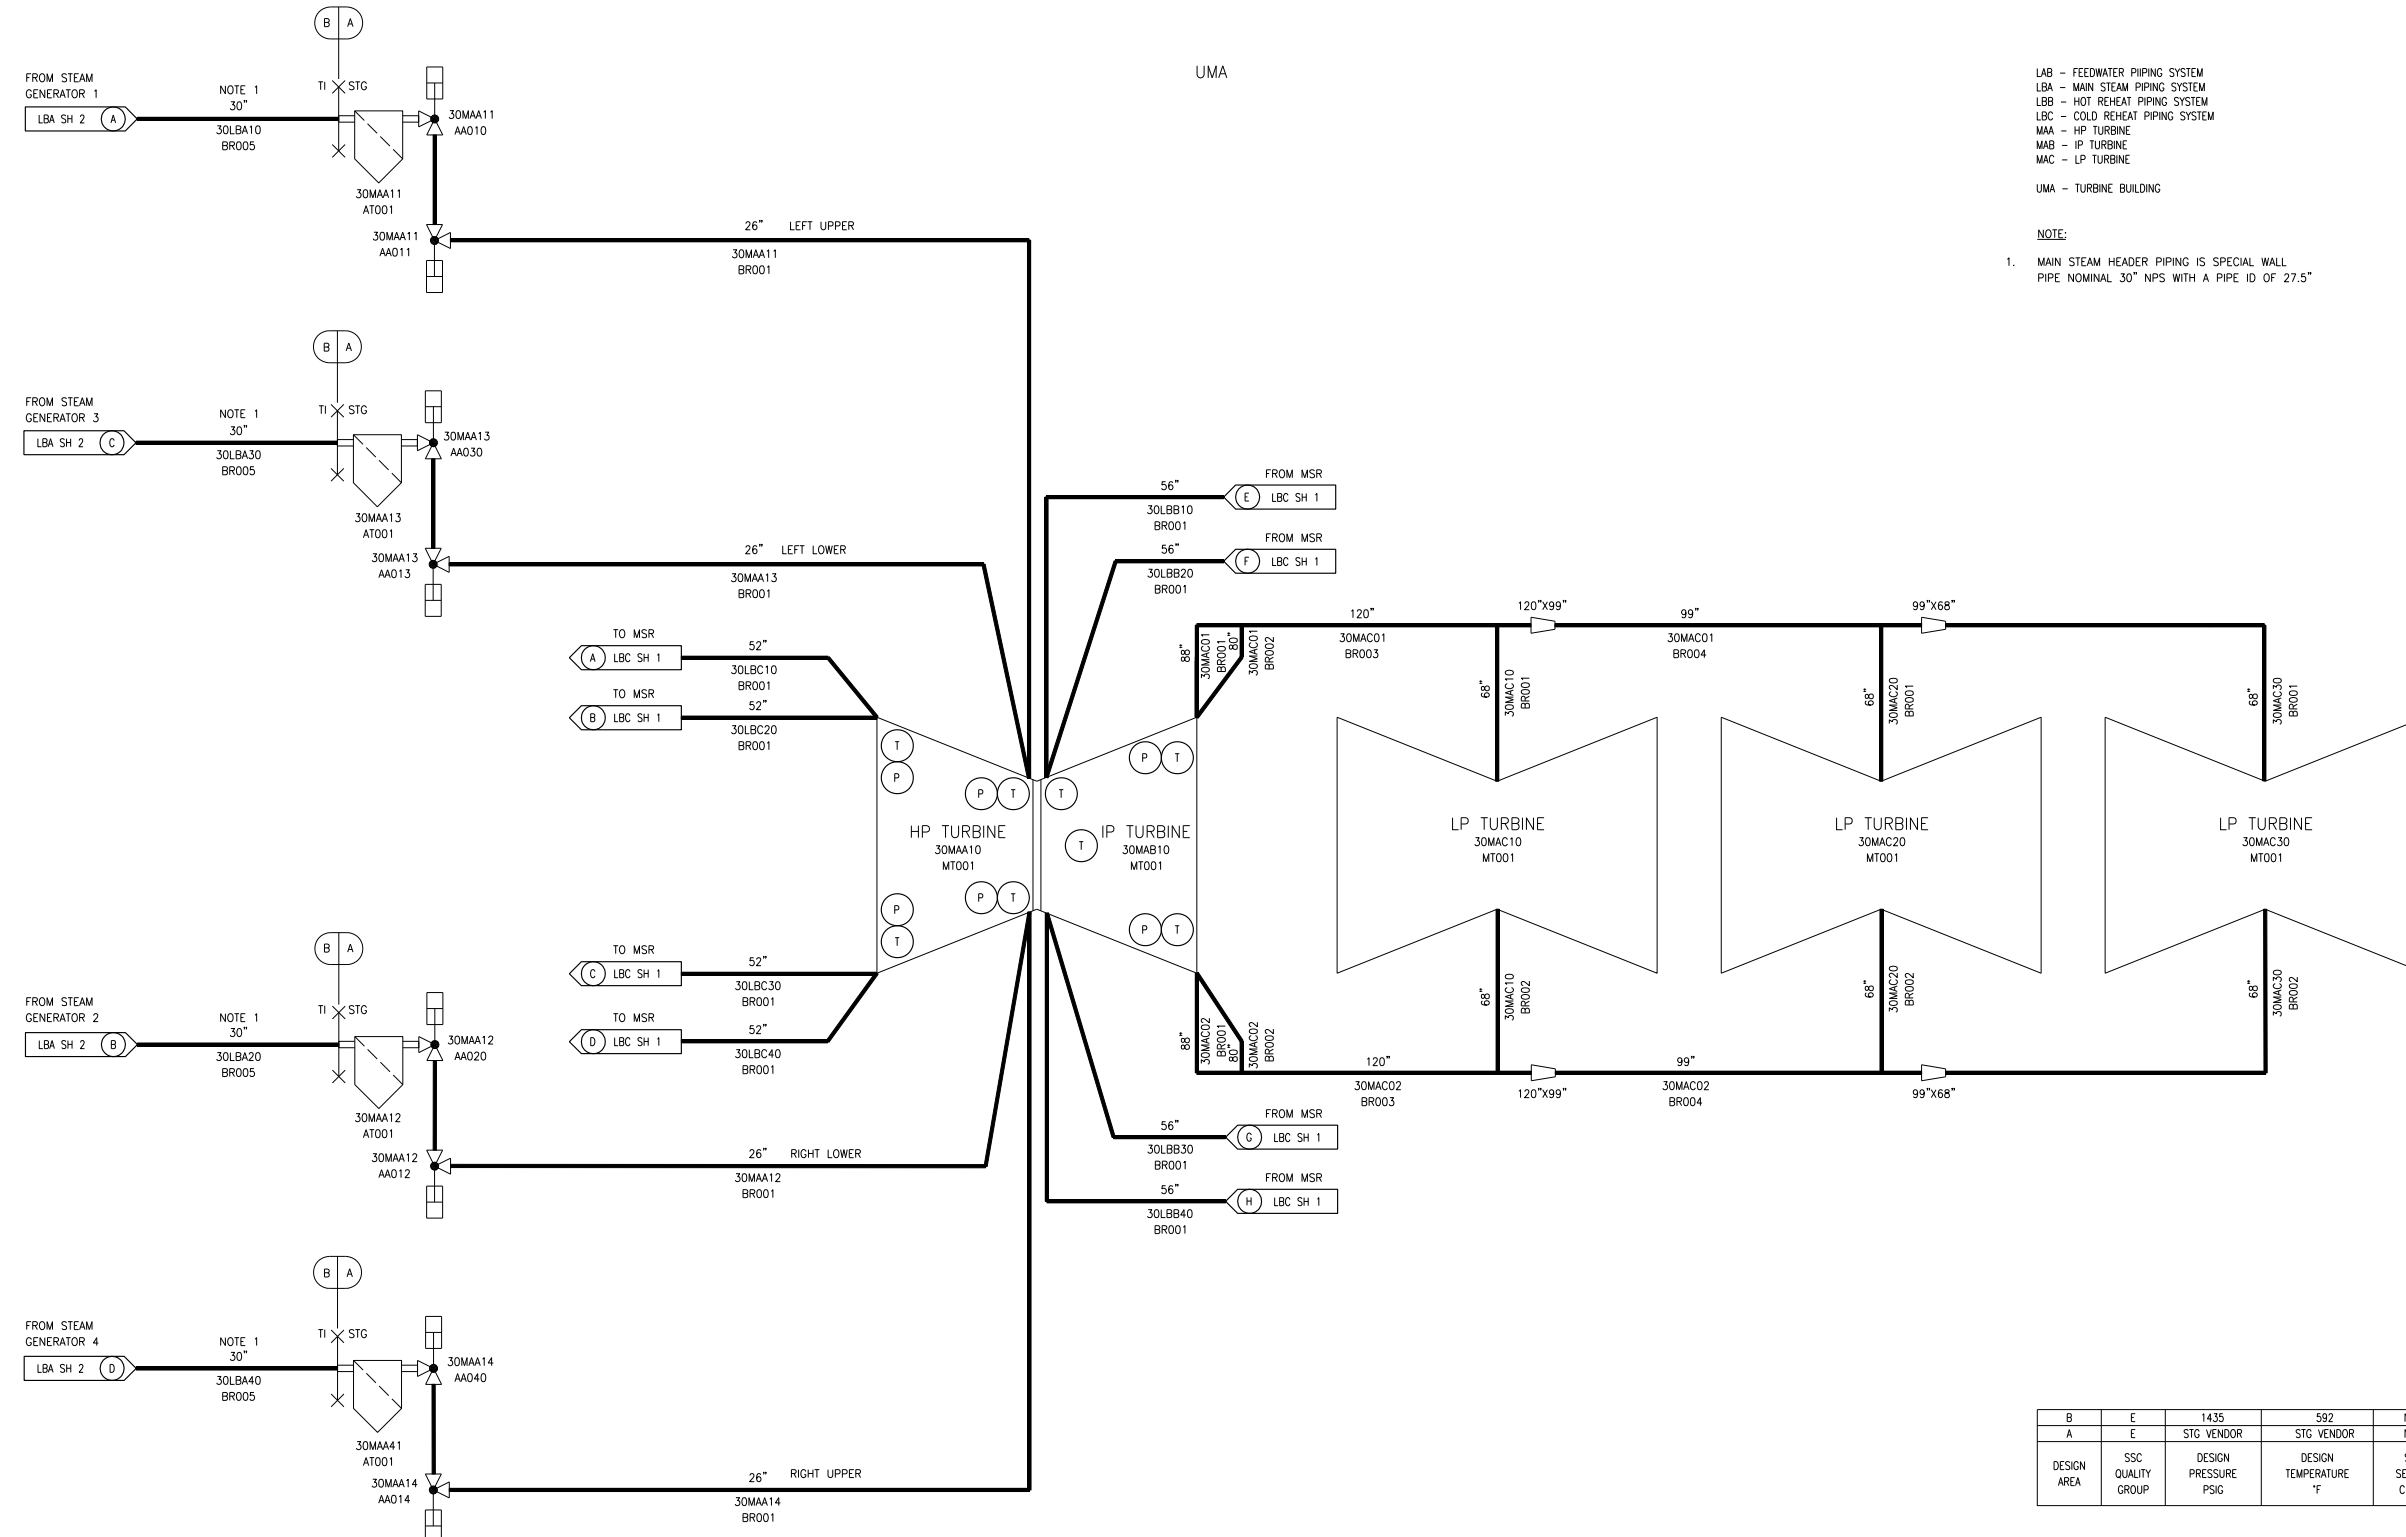 UMA
LAB - FEEDWATER PIIPING SYSTEM
LBA - MAIN STEAM PIPING SYSTEM
LBB - HOT REHEAT PIPING SYSTEM
LBC - COLD REHEAT PIPING SYSTEM
MAA - HP TURBINE
MAB - IP TURBINE
MAC - LP TURBINE
UMA - TURBINE BUILDING
NOTE:
1. MAIN STEAM HEADER PIPING IS SPECIAL WALL
PIPE NOMINAL 30" NPS WITH A PIPE ID OF 27.5"
B A
TI STG
FROM STEAM
GENERATOR 1
LBA SH 2 A
NOTE 1
30"
30LBA10
BR005
30MAA11
AA010
30MAA11
AT001
30MAA11
AA011
26" LEFT UPPER
30MAA11
BR001
B A
TI STG
FROM STEAM
GENERATOR 3
LBA SH 2 C
NOTE 1
30"
30LBA30
BR005
30MAA13
AA030
30MAA13
AT001
30MAA13
AA013
26" LEFT LOWER
30MAA13
BR001
TO MSR
A LBC SH 1
52"
30LBC10
BR001
TO MSR
B LBC SH 1
52"
30LBC20
BR001
FROM MSR
E LBC SH 1
56"
30LBB10
BR001
FROM MSR
F LBC SH 1
56"
30LBB20
BR001
88"
30MAC01
BR001
80"
30MAC01
BR002
120"
30MAC01
BR003
120"X99"
99"
30MAC01
BR004
99"X68"
68"
30MAC10
BR001
68"
30MAC20
BR001
68"
30MAC30
BR001
T
P
P T
T
P T
HP TURBINE
30MAA10
MT001
T
IP TURBINE
30MAB10
MT001
LP TURBINE
30MAC10
MT001
LP TURBINE
30MAC20
MT001
LP TURBINE
30MAC30
MT001
P
T
P T
P T
TO MSR
C LBC SH 1
52"
30LBC30
BR001
TO MSR
D LBC SH 1
52"
30LBC40
BR001
88"
30MAC02
BR001
80"
30MAC02
BR002
68"
30MAC10
BR002
68"
30MAC20
BR002
68"
30MAC30
BR002
120"
30MAC02
BR003
120"X99"
99"
30MAC02
BR004
99"X68"
FROM MSR
G LBC SH 1
56"
30LBB30
BR001
FROM MSR
H LBC SH 1
56"
30LBB40
BR001
B A
TI STG
FROM STEAM
GENERATOR 2
LBA SH 2 B
NOTE 1
30"
30LBA20
BR005
30MAA12
AA020
30MAA12
AT001
30MAA12
AA012
26" RIGHT LOWER
30MAA12
BR001
B A
TI STG
FROM STEAM
GENERATOR 4
LBA SH 2 D
NOTE 1
30"
30LBA40
BR005
30MAA14
AA040
30MAA41
AT001
30MAA14
AA014
26" RIGHT UPPER
30MAA14
BR001
B E 1435 592
A E STG VENDOR STG VENDOR
DESIGN
AREA
SSC
QUALITY
GROUP
DESIGN
PRESSURE
PSIG
DESIGN
TEMPERATURE
°F